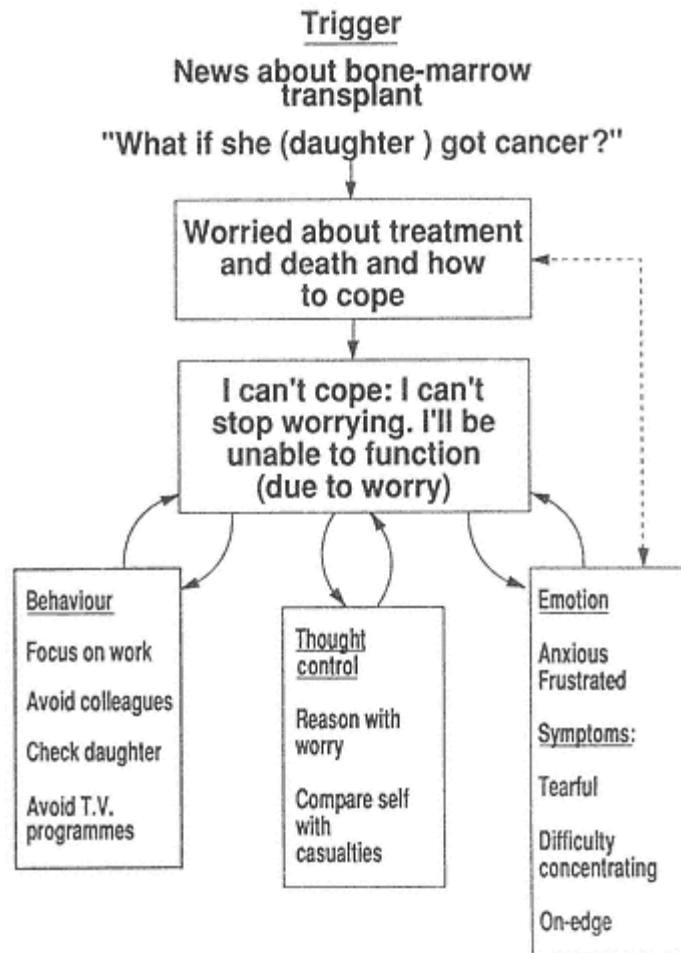 Trigger
News about bone-marrow
transplant
"What if she (daughter ) got cancer?"
Worried about treatment
and death and how
to cope
I can't cope: I can't
stop worrying. I'll be
unable to function
(due to worry)
Behaviour
Focus on work
Avoid colleagues
Check daughter
Avoid T.V.
programmes
Thought
control
Reason with
worry
Compare self
with
casualties
Emotion
Anxious
Frustrated
Symptoms:
Tearful
Difficulty
concentrating
On-edge